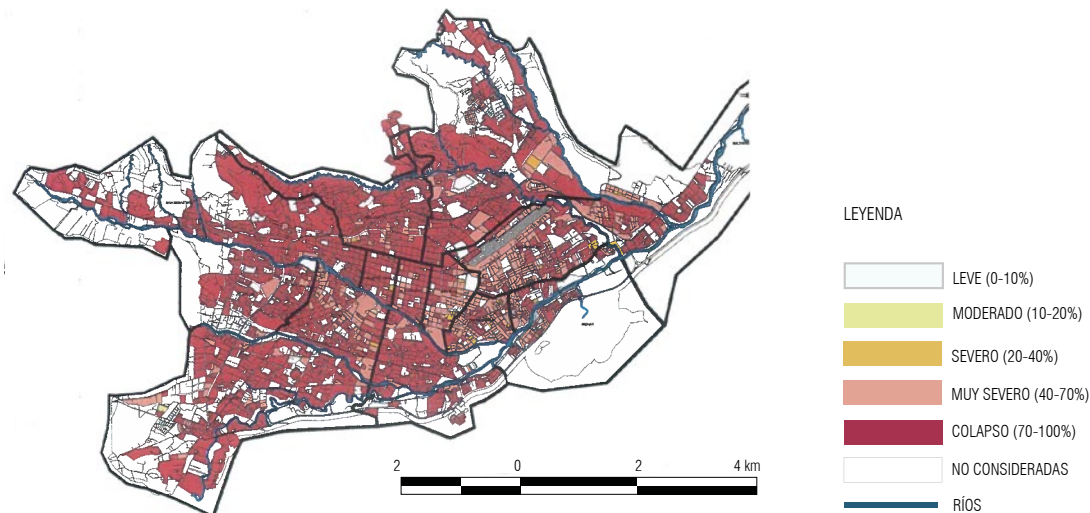 LEYENDA
LEVE (0-10%)
MODERADO (10-20%)
SEVERO (20-40%)
MUY SEVERO (40-70%)
COLAPSO (70-100%)
NO CONSIDERADAS
RÍOS
2 0 2 4 km